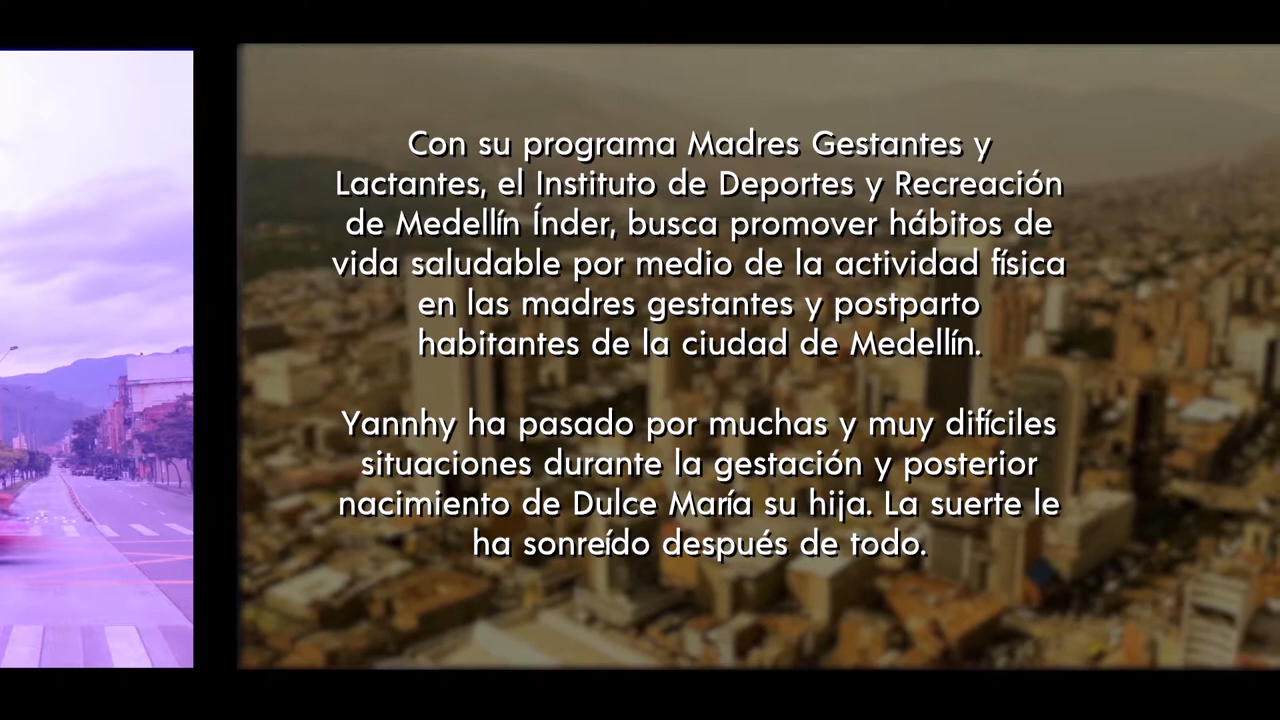 Con su programa Madres Gestantes y
Lactantes, el Instituto de Deportes y Recreación
de Medellín Índer, busca promover hábitos de
vida saludable por medio de la actividad física
en las madres gestantes y postparto
habitantes de la ciudad de Medellín.
Yannhy ha pasado por muchas y muy difíciles
situaciones durante la gestación y posterior
nacimiento de Dulce María su hija. La suerte le
ha sonreído después de todo.